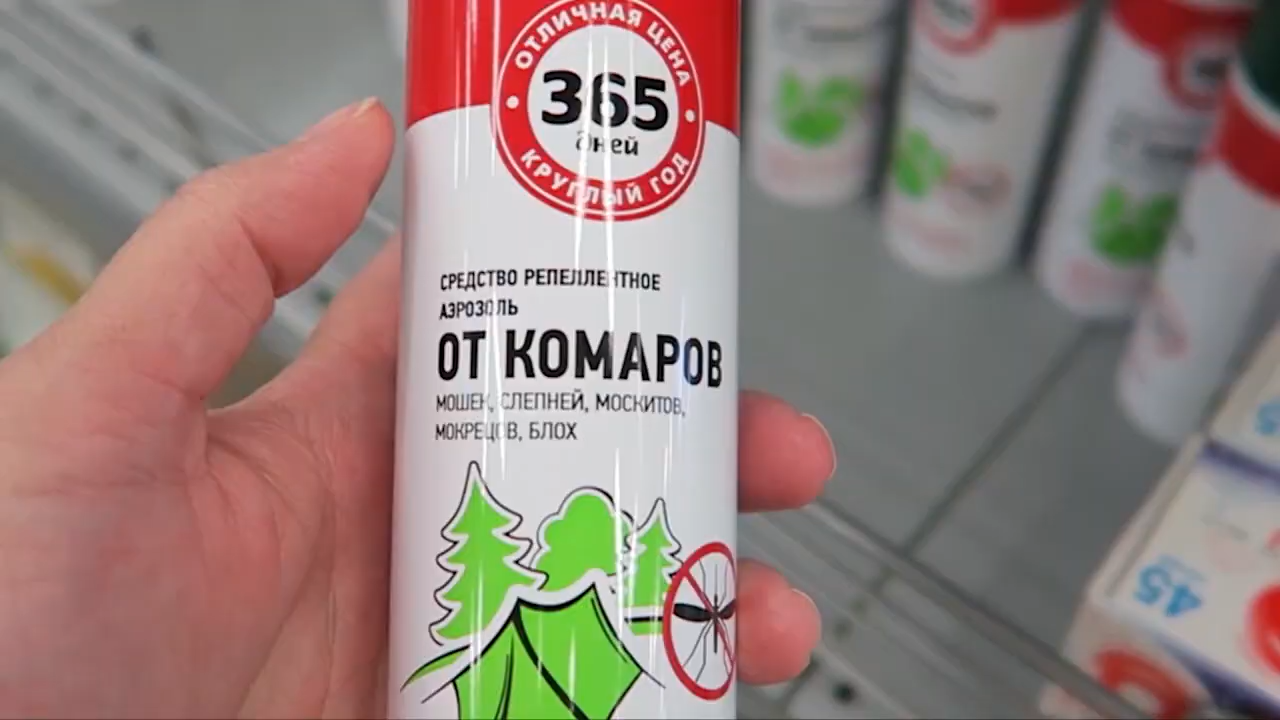 ОТЛИЧНАЯ ЦЕНА
365
дней
КРУГЛЫЙ ГОД
СРЕДСТВО РЕПЕЛЛЕНТНОЕ
АЭРОЗОЛЬ
ОТ КОМАРОВ
МОШЕК, СЛЕПНЕЙ, МОСКИТОВ,
МОКРЕЦОВ, БЛОХ
45